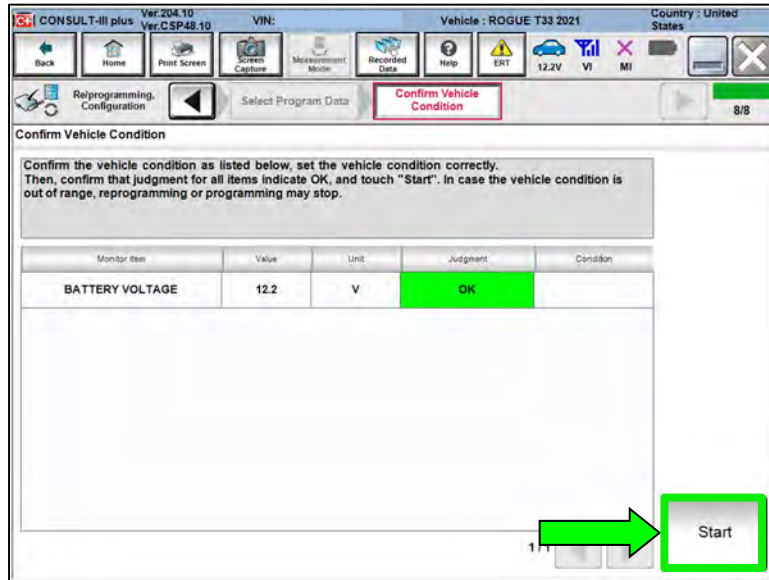 CONSULT-III plus Ver.204.10
Ver.CSP48.10
VIN:
Vehicle : ROGUE T33 2021
Country : United
States
Back
Home
Print Screen
Screen
Capture
Measurement
Mode
Recorded
Data
Help
ERT
12.2V
VI
MI
Re/programming,
Configuration
Select Program Data
Confirm Vehicle
Condition
8/8
Confirm Vehicle Condition
Confirm the vehicle condition as listed below, set the vehicle condition correctly.
Then, confirm that judgment for all items indicate OK, and touch "Start". In case the vehicle condition is
out of range, reprogramming or programming may stop.
Monitor Item Value Unit Judgment Condition
BATTERY VOLTAGE 12.2 V OK
1/1
Start